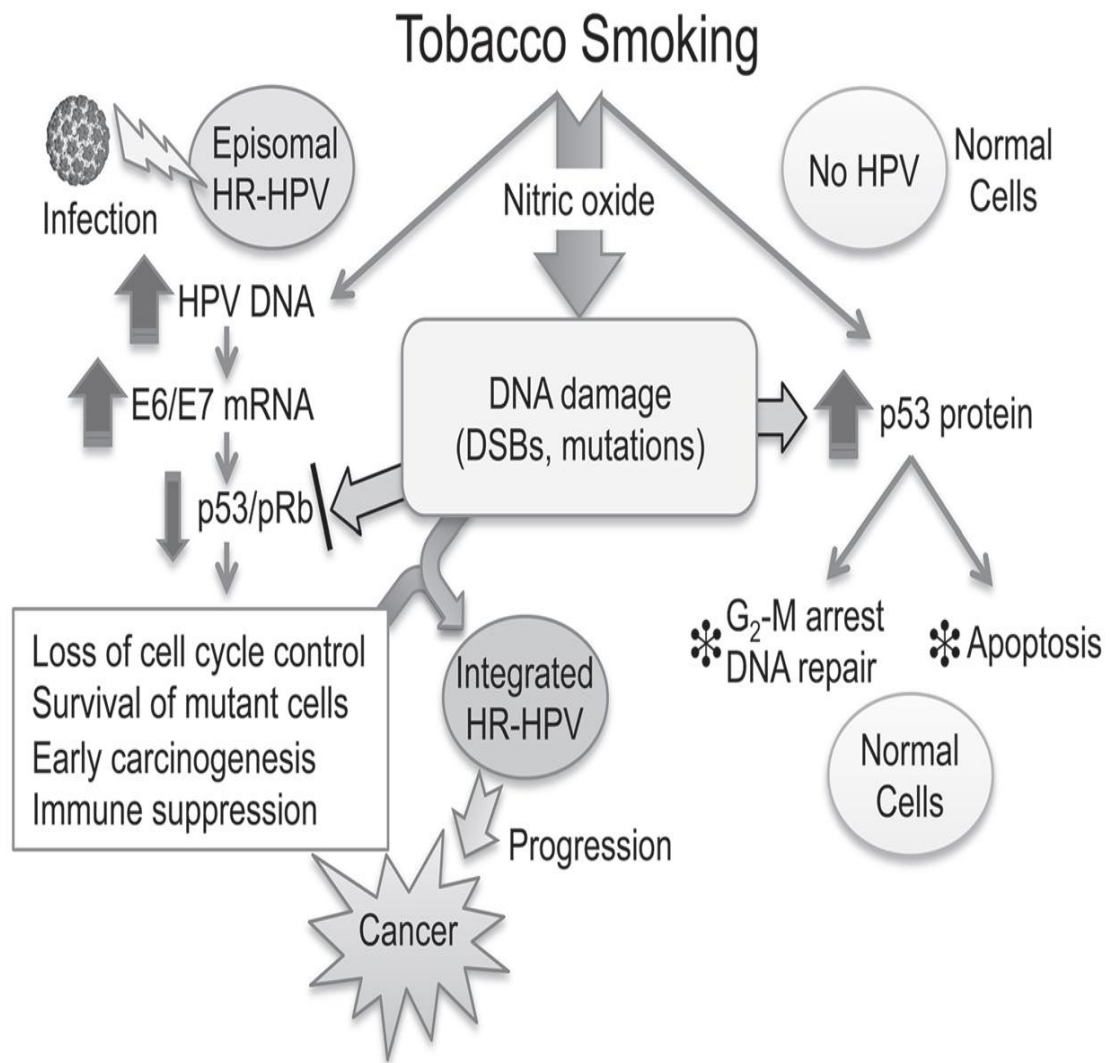 Tobacco Smoking
Infection
Episomal
HR-HPV
Nitric oxide
No HPV
Normal
Cells
HPV DNA
E6/E7 mRNA
p53/pRb
DNA damage
(DSBs, mutations)
p53 protein
G₂-M arrest
DNA repair
Apoptosis
Normal
Cells
Loss of cell cycle control
Survival of mutant cells
Early carcinogenesis
Immune suppression
Integrated
HR-HPV
Progression
Cancer